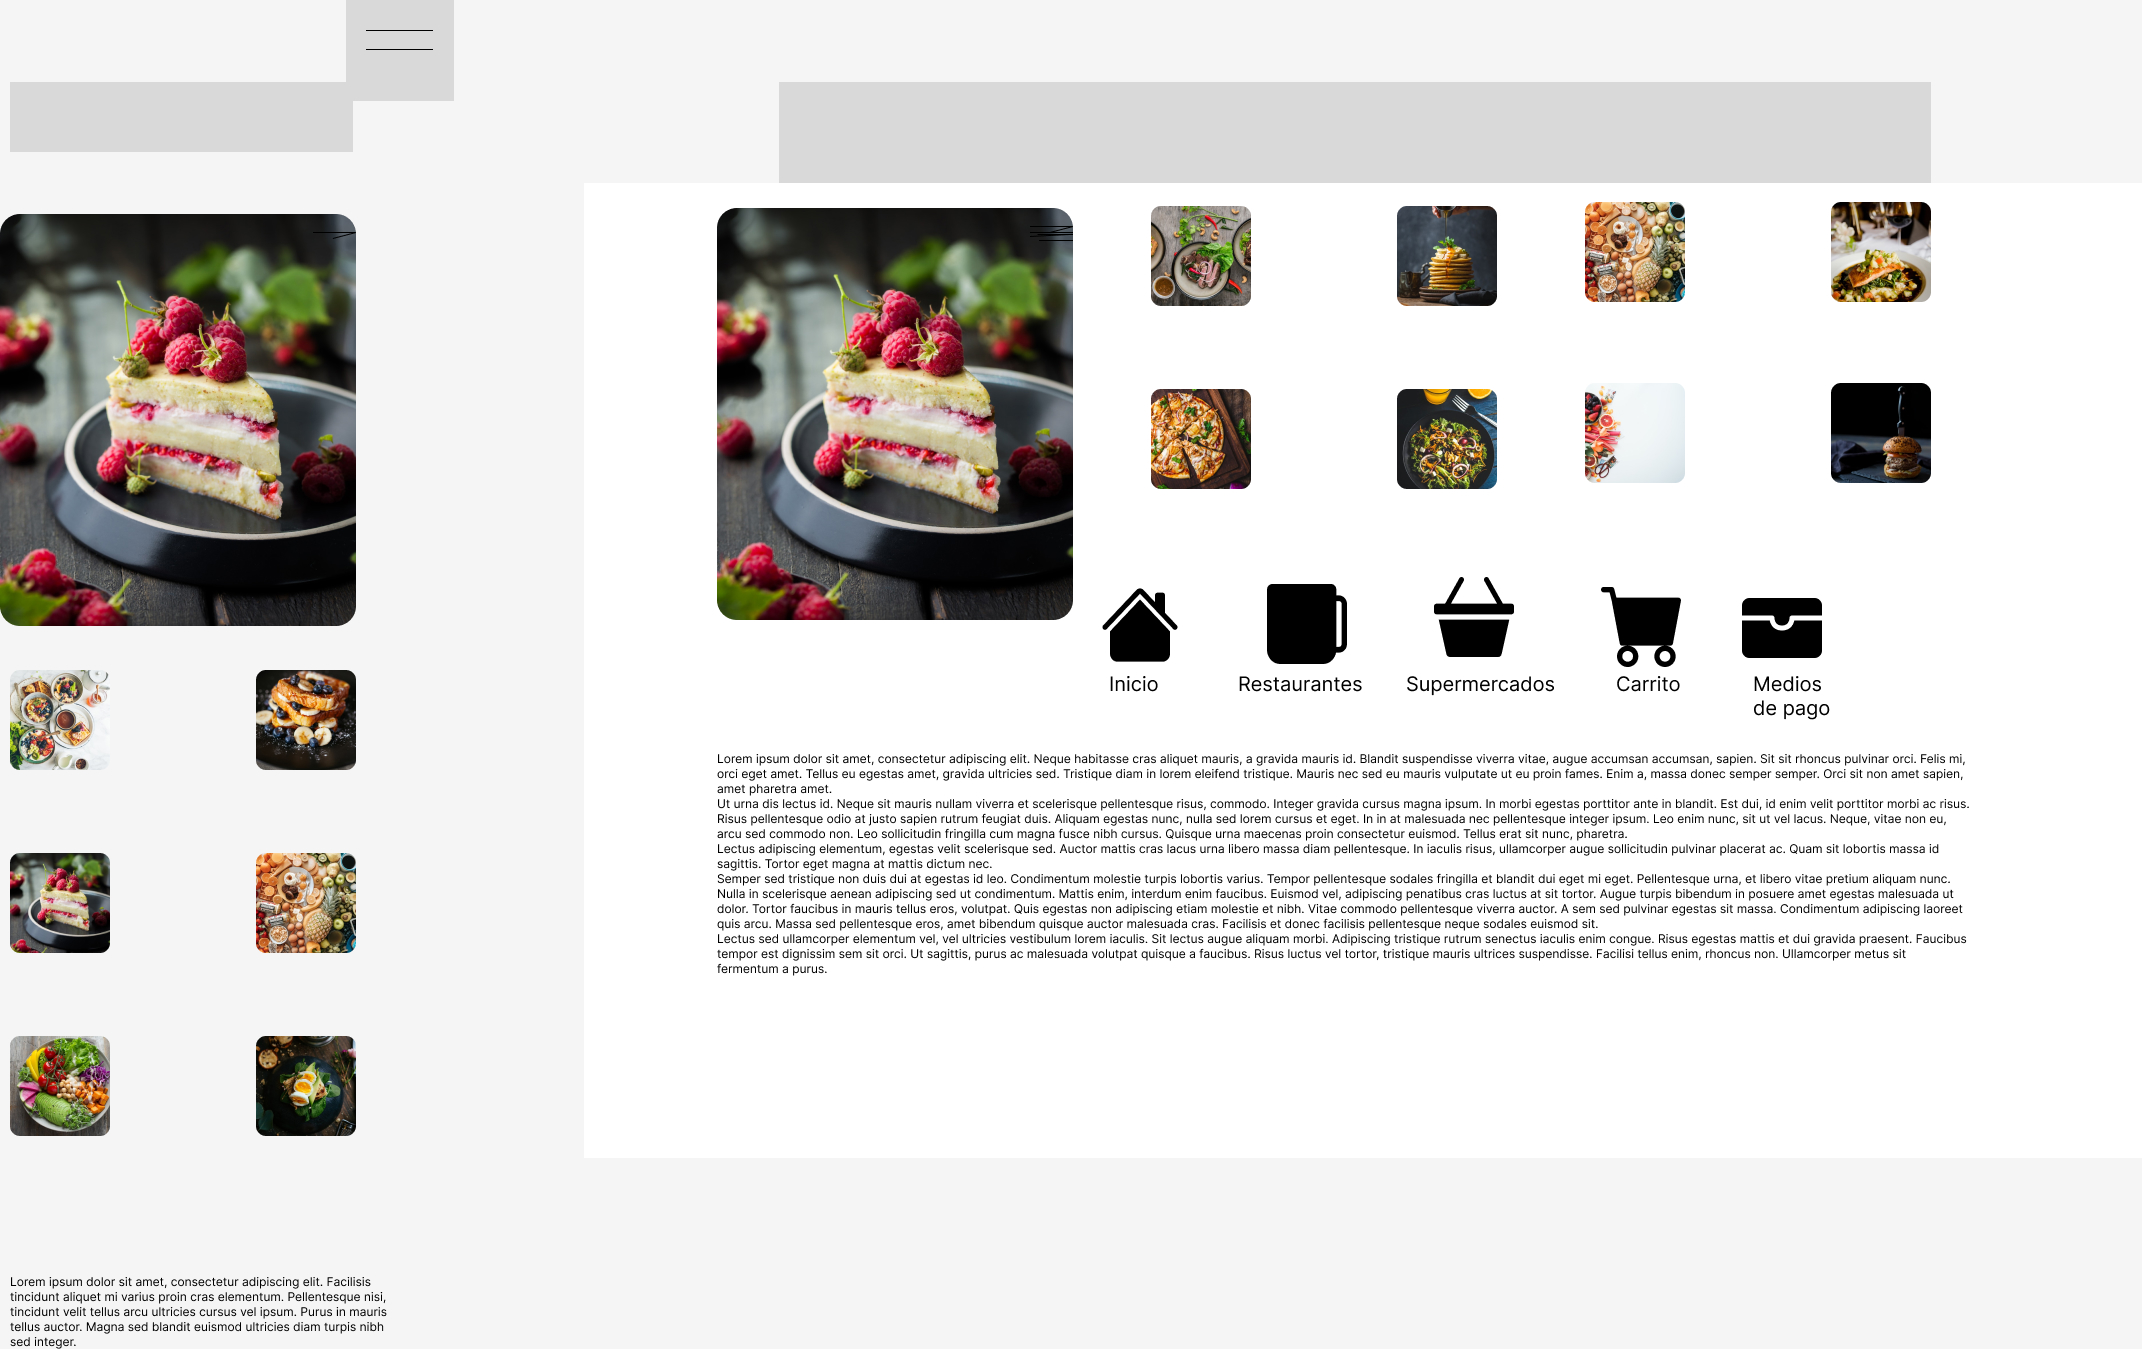 Inicio
Restaurantes
Supermercados
Carrito
Medios
de pago
Lorem ipsum dolor sit amet, consectetur adipiscing elit. Neque habitasse cras aliquet mauris, a gravida mauris id. Blandit suspendisse viverra vitae, augue accumsan accumsan, sapien. Sit sit rhoncus pulvinar orci. Felis mi,
orci eget amet. Tellus eu egestas amet, gravida ultricies sed. Tristique diam in lorem eleifend tristique. Mauris nec sed eu mauris vulputate ut eu proin fames. Enim a, massa donec semper semper. Orci sit non amet sapien,
amet pharetra amet.
Ut urna dis lectus id. Neque sit mauris nullam viverra et scelerisque pellentesque risus, commodo. Integer gravida cursus magna ipsum. In morbi egestas porttitor ante in blandit. Est dui, id enim velit porttitor morbi ac risus.
Risus pellentesque odio at justo sapien rutrum feugiat duis. Aliquam egestas nunc, nulla sed lorem cursus et eget. In in at malesuada nec pellentesque integer ipsum. Leo enim nunc, sit ut vel lacus. Neque, vitae non eu,
arcu sed commodo non. Leo sollicitudin fringilla cum magna fusce nibh cursus. Quisque urna maecenas proin consectetur euismod. Tellus erat sit nunc, pharetra.
Lectus adipiscing elementum, egestas velit scelerisque sed. Auctor mattis cras lacus urna libero massa diam pellentesque. In iaculis risus, ullamcorper augue sollicitudin pulvinar placerat ac. Quam sit lobortis massa id
sagittis. Tortor eget magna at mattis dictum nec.
Semper sed tristique non duis dui at egestas id leo. Condimentum molestie turpis lobortis varius. Tempor pellentesque sodales fringilla et blandit dui eget mi eget. Pellentesque urna, et libero vitae pretium aliquam nunc.
Nulla in scelerisque aenean adipiscing sed ut condimentum. Mattis enim, interdum enim faucibus. Euismod vel, adipiscing penatibus cras luctus at sit tortor. Augue turpis bibendum in posuere amet egestas malesuada ut
dolor. Tortor faucibus in mauris tellus eros, volutpat. Quis egestas non adipiscing etiam molestie et nibh. Vitae commodo pellentesque viverra auctor. A sem sed pulvinar egestas sit massa. Condimentum adipiscing laoreet
quis arcu. Massa sed pellentesque eros, amet bibendum quisque auctor malesuada cras. Facilisis et donec facilisis pellentesque neque sodales euismod sit.
Lectus sed ullamcorper elementum vel, vel ultricies vestibulum lorem iaculis. Sit lectus augue aliquam morbi. Adipiscing tristique rutrum senectus iaculis enim congue. Risus egestas mattis et dui gravida praesent. Faucibus
tempor est dignissim sem sit orci. Ut sagittis, purus ac malesuada volutpat quisque a faucibus. Risus luctus vel tortor, tristique mauris ultrices suspendisse. Facilisi tellus enim, rhoncus non. Ullamcorper metus sit
fermentum a purus.
Lorem ipsum dolor sit amet, consectetur adipiscing elit. Facilisis
tincidunt aliquet mi varius proin cras elementum. Pellentesque nisi,
tincidunt velit tellus arcu ultricies cursus vel ipsum. Purus in mauris
tellus auctor. Magna sed blandit euismod ultricies diam turpis nibh
sed integer.